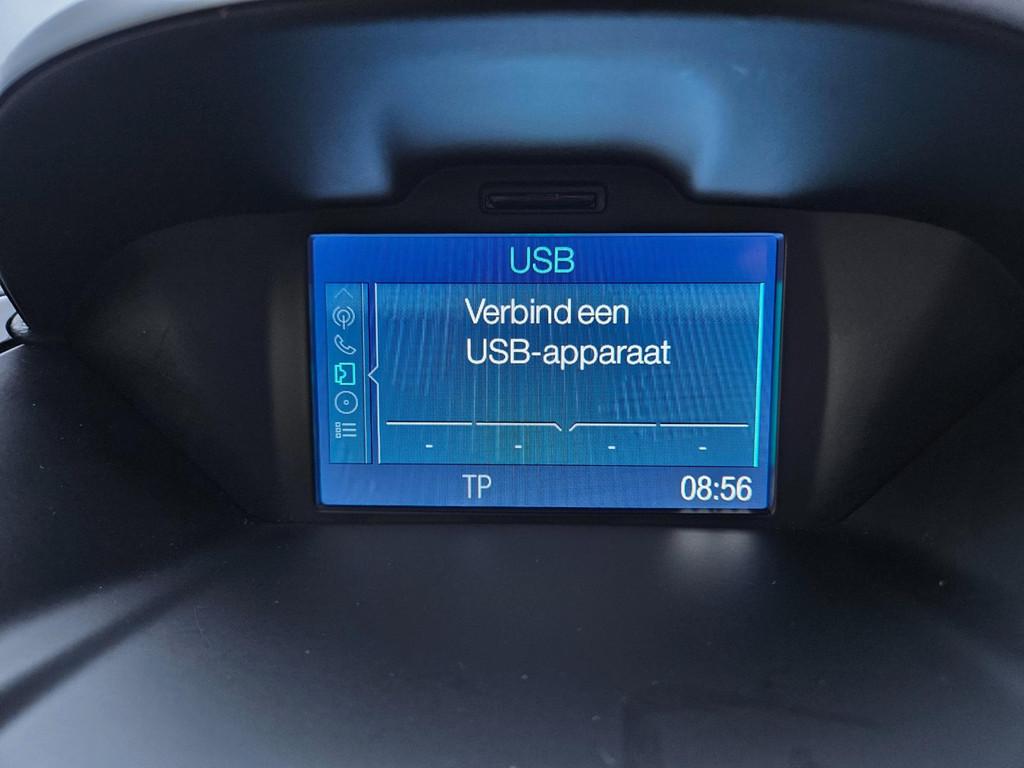 USB
Verbind een
USB-apparaat
- - - -
TP 08:56